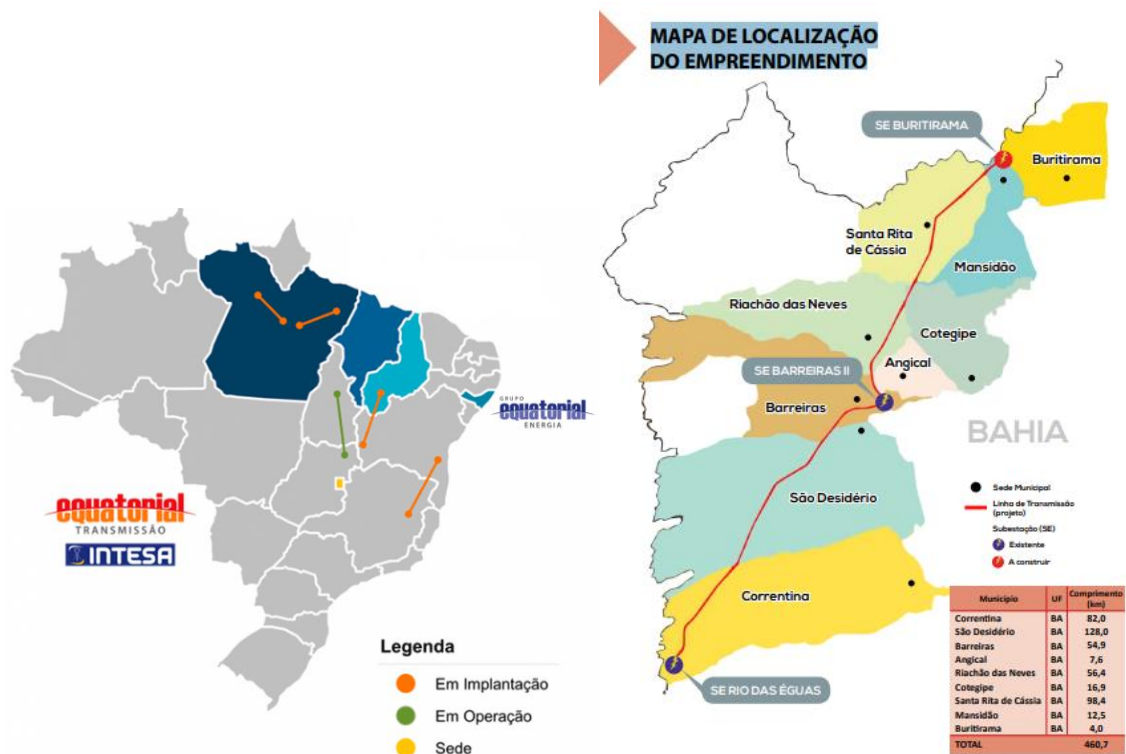 GRUPO
equatorial
ENERGIA
equatorial
TRANSMISSÃO
INTESA
Legenda
Em Implantação
Em Operação
Sede
MAPA DE LOCALIZAÇÃO
DO EMPREENDIMENTO
SE BURITIRAMA
Buritirama
Santa Rita
de Cássia
Mansidão
Riachão das Neves
Cotegipe
Angical
SE BARREIRAS II
Barreiras
BAHIA
São Desidério
Sede Municipal
Linha de Transmissão
(projeto)
Subestação (SE)
Existente
A construir
Correntina
SE RIO DAS ÉGUAS
Município UF Comprimento
(km)
Correntina BA 82,0
São Desidério BA 128,0
Barreiras BA 54,9
Angical BA 7,6
Riachão das Neves BA 56,4
Cotegipe BA 16,9
Santa Rita de Cássia BA 98,4
Mansidão BA 12,5
Buritirama BA 4,0
TOTAL 460,7